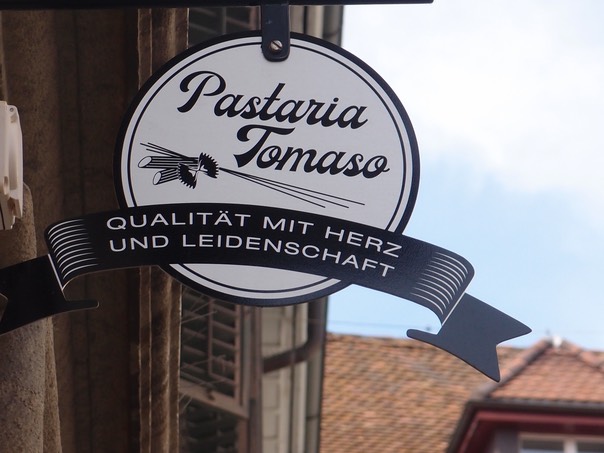 Pastaria
Tomaso
QUALITÄT MIT HERZ
UND LEIDENSCHAFT